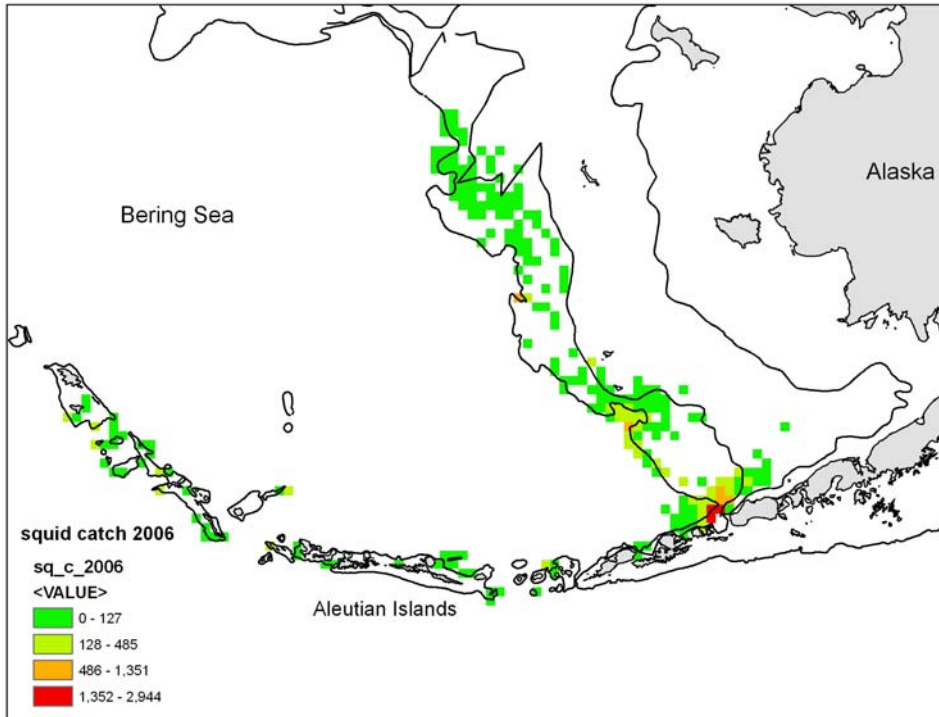 Alaska
Bering Sea
squid catch 2006
sq_c_2006
<VALUE>
0 - 127
128 - 485
486 - 1,351
1,352 - 2,944
Aleutian Islands